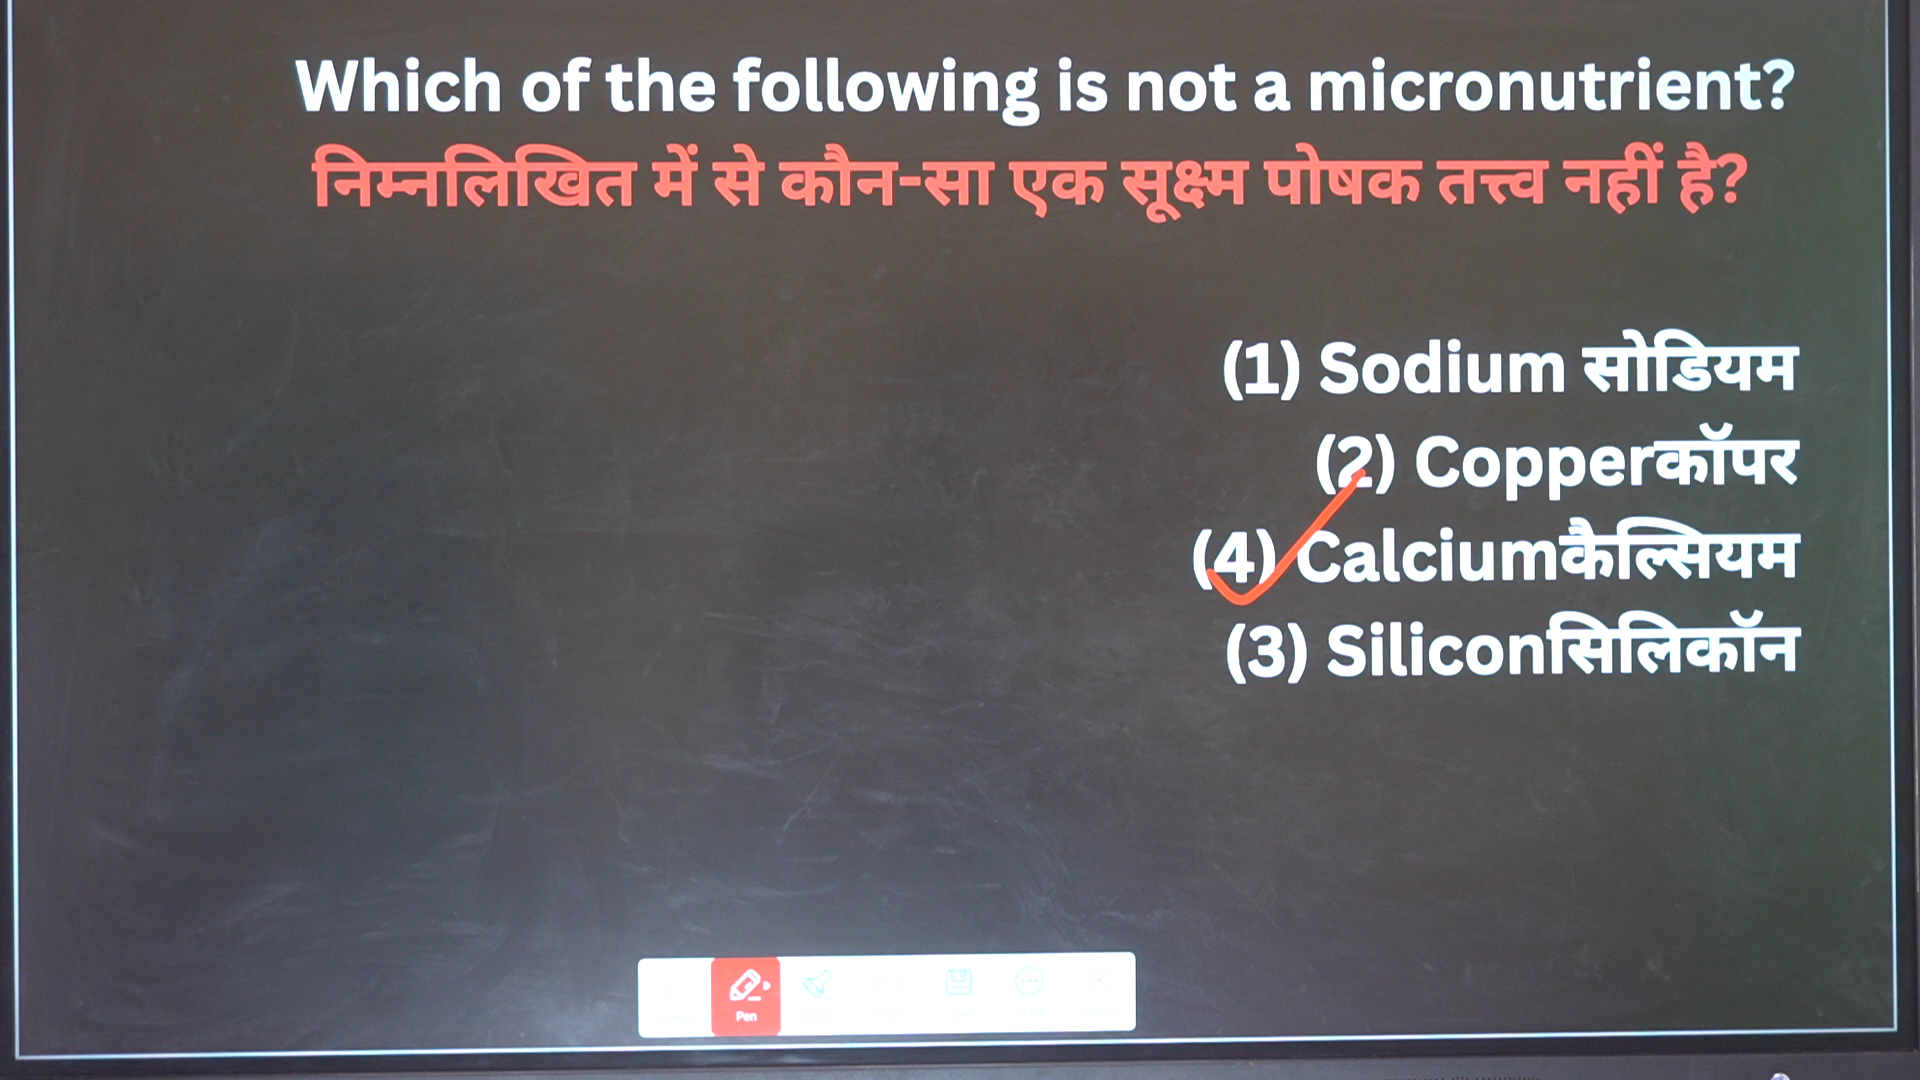 Which of the following is not a micronutrient?
निम्नलिखित में से कौन-सा एक सूक्ष्म पोषक तत्त्व नहीं है?
(1) Sodium सोडियम
(2) Copperकॉपर
(4) Calciumकैल्सियम
(3) Siliconसिलिकॉन
Pen